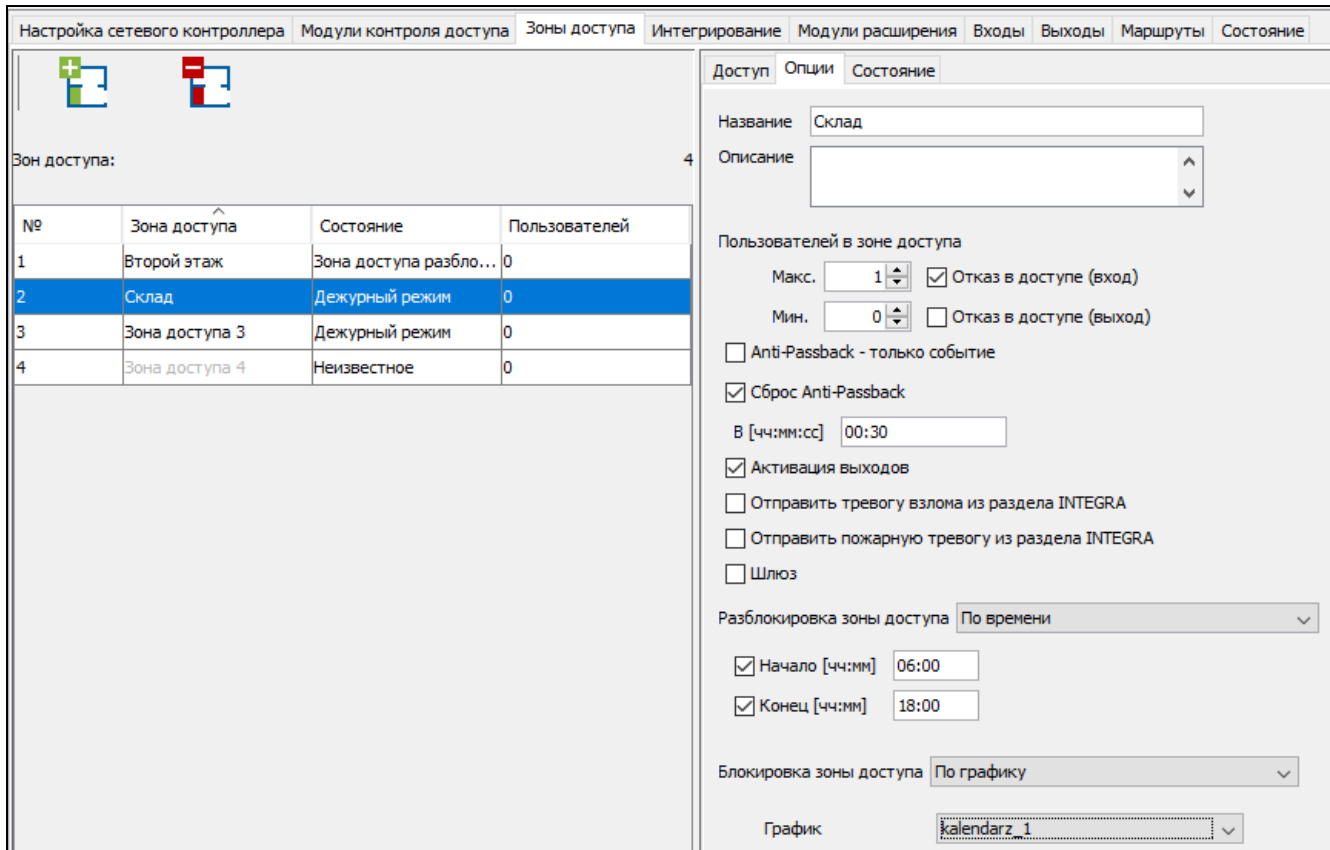 Настройка сетевого контроллера Модули контроля доступа Зоны доступа Интегрирование Модули расширения Входы Выходы Маршруты Состояние
Зон доступа: 4
№ Зона доступа Состояние Пользователей
1 Второй этаж Зона доступа разбло... 0
2 Склад Дежурный режим 0
3 Зона доступа 3 Дежурный режим 0
4 Зона доступа 4 Неизвестное 0
Доступ Опции Состояние
Название Склад
Описание
Пользователей в зоне доступа
Макс. 1 Отказ в доступе (вход)
Мин. 0 Отказ в доступе (выход)
Anti-Passback - только событие
Сброс Anti-Passback
В [чч:мм:сс] 00:30
Активация выходов
Отправить тревогу взлома из раздела INTEGRA
Отправить пожарную тревогу из раздела INTEGRA
Шлюз
Разблокировка зоны доступа По времени
Начало [чч:мм] 06:00
Конец [чч:мм] 18:00
Блокировка зоны доступа По графику
График kalendarz_1